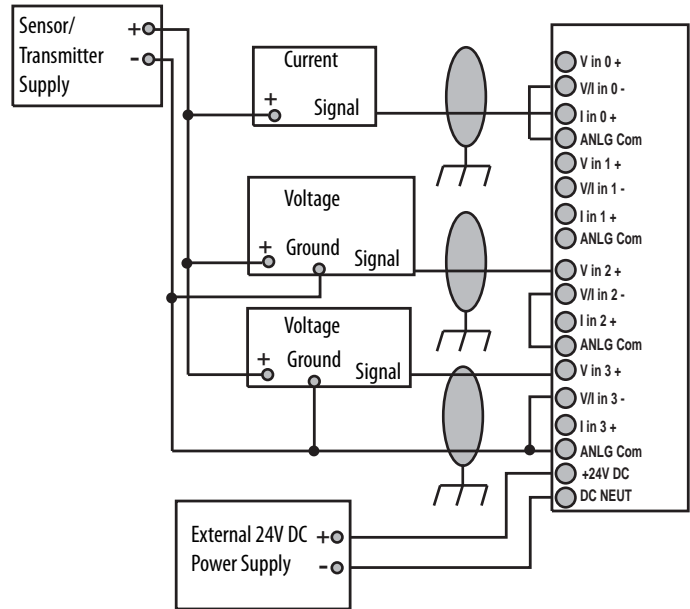 Sensor/
Transmitter
Supply
+
-
Current
+
Signal
Voltage
+
Ground
Signal
Voltage
+
Ground
Signal
External 24V DC
Power Supply
+
-
V in 0 +
V/I in 0 -
I in 0 +
ANLG Com
V in 1 +
V/I in 1 -
I in 1 +
ANLG Com
V in 2 +
V/I in 2 -
I in 2 +
ANLG Com
V in 3 +
V/I in 3 -
I in 3 +
ANLG Com
+24V DC
DC NEUT